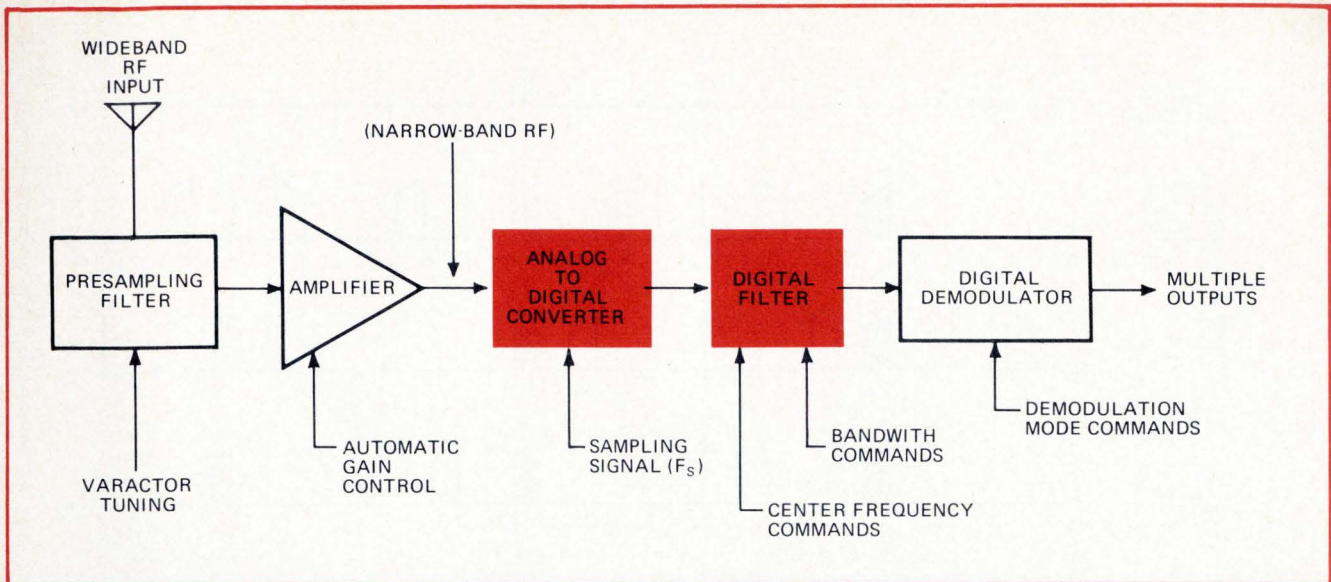 WIDEBAND
RF
INPUT
(NARROW-BAND RF)
PRESAMPLING
FILTER
AMPLIFIER
ANALOG
TO
DIGITAL
CONVERTER
DIGITAL
FILTER
DIGITAL
DEMODULATOR
MULTIPLE
OUTPUTS
VARACTOR
TUNING
AUTOMATIC
GAIN
CONTROL
SAMPLING
SIGNAL (FS)
BANDWITH
COMMANDS
CENTER FREQUENCY
COMMANDS
DEMODULATION
MODE COMMANDS